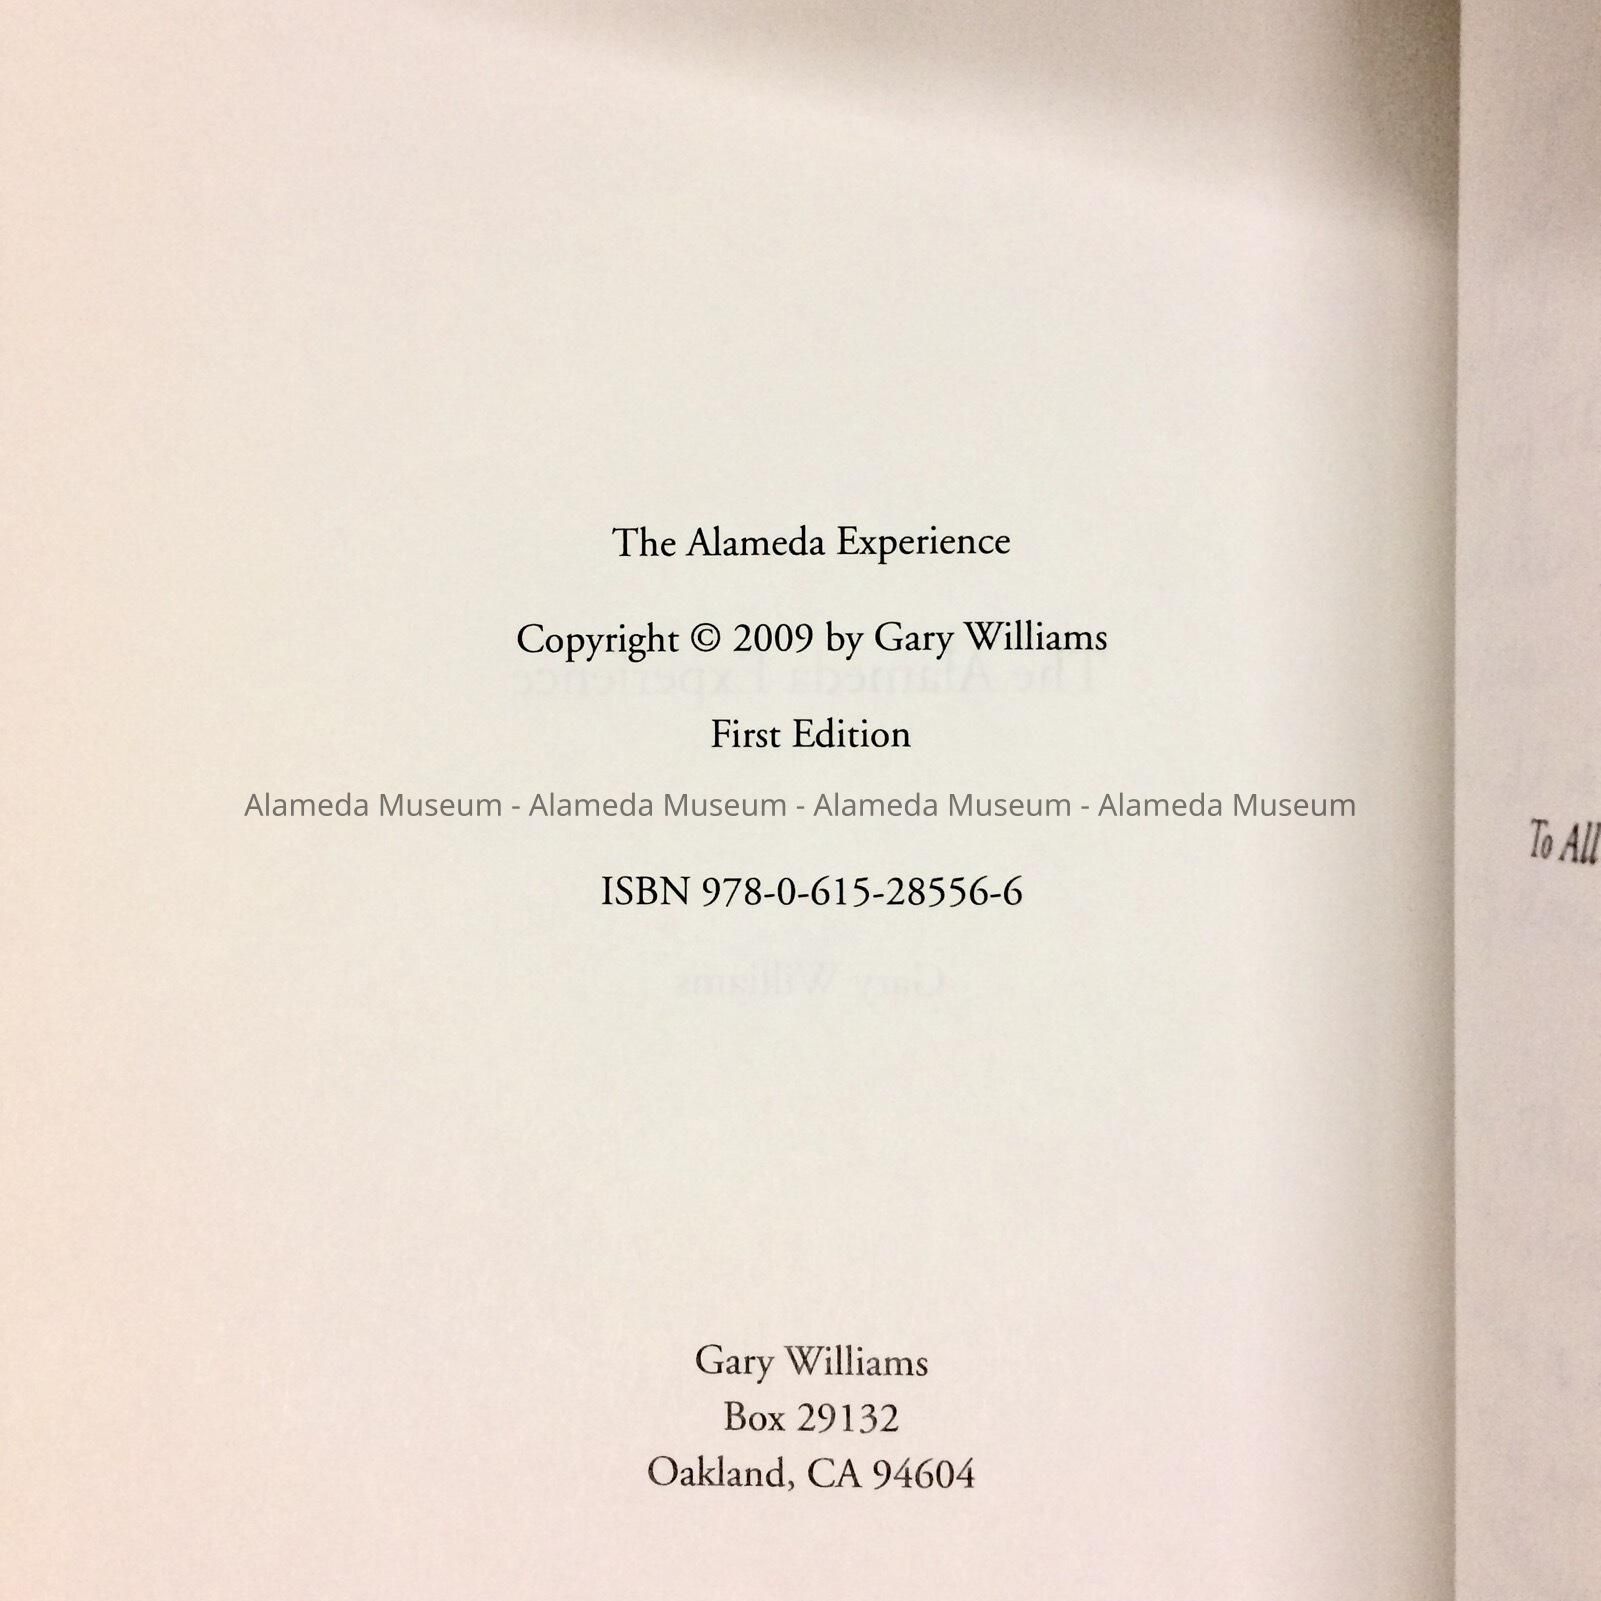 The Alameda Experience
Copyright © 2009 by Gary Williams
First Edition
Alameda Museum - Alameda Museum - Alameda Museum - Alameda Museum
ISBN 978-0-615-28556-6
Gary Williams
Box 29132
Oakland, CA 94604
To All